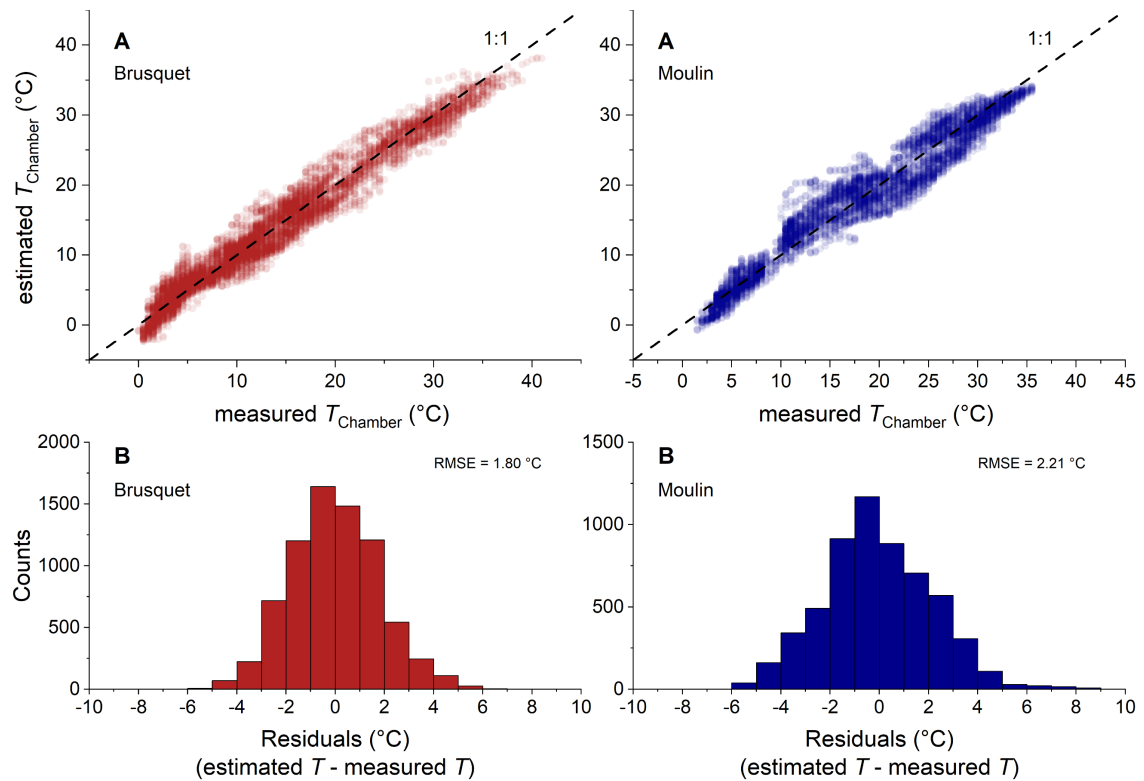 A
Brusquet
1:1
40
30
20
10
0
estimated T_Chamber (°C)
0 10 20 30 40
measured T_Chamber (°C)
A
Moulin
1:1
40
30
20
10
0
-5 0 5 10 15 20 25 30 35 40 45
measured T_Chamber (°C)
B
Brusquet
RMSE = 1.80 °C
2000
1500
1000
500
0
Counts
-10 -8 -6 -4 -2 0 2 4 6 8 10
Residuals (°C)
(estimated T - measured T)
B
Moulin
RMSE = 2.21 °C
1500
1000
500
0
-10 -8 -6 -4 -2 0 2 4 6 8 10
Residuals (°C)
(estimated T - measured T)